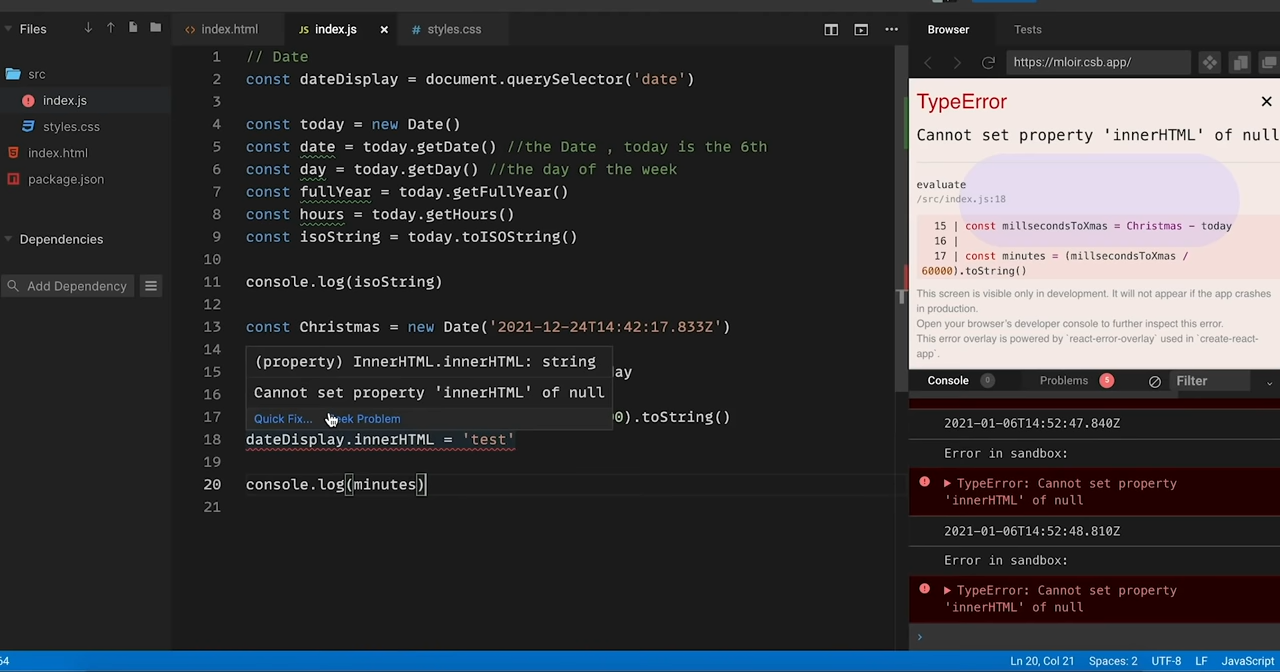 Files
src
index.js
styles.css
index.html
package.json
Dependencies
Add Dependency
<> index.html
JS index.js ×
# styles.css
1 // Date
2 const dateDisplay = document.querySelector('date')
3
4 const today = new Date()
5 const date = today.getDate() //the Date , today is the 6th
6 const day = today.getDay() //the day of the week
7 const fullYear = today.getFullYear()
8 const hours = today.getHours()
9 const isoString = today.toISOString()
10
11 console.log(isoString)
12
13 const Christmas = new Date('2021-12-24T14:42:17.833Z')
14
(property) InnerHTML.innerHTML: string
15 ay
Cannot set property 'innerHTML' of null
16
Quick Fix... Problem
17 0).toString()
18 dateDisplay.innerHTML = 'test'
19
20 console.log(minutes)
21
Browser
Tests
https://mloir.csb.app/
TypeError ×
Cannot set property 'innerHTML' of null
evaluate
/src/index.js:18
15 | const millsecondsToXmas = Christmas - today
16 |
17 | const minutes = (millsecondsToXmas /
60000).toString()
This screen is visible only in development. It will not appear if the app crashes
in production.
Open your browser's developer console to further inspect this error.
This error overlay is powered by `react-error-overlay` used in `create-react-
app`.
Console 0 Problems 5 Filter
2021-01-06T14:52:47.840Z
Error in sandbox:
TypeError: Cannot set property
'innerHTML' of null
2021-01-06T14:52:48.810Z
Error in sandbox:
TypeError: Cannot set property
'innerHTML' of null
64
Ln 20, Col 21 Spaces: 2 UTF-8 LF JavaScript